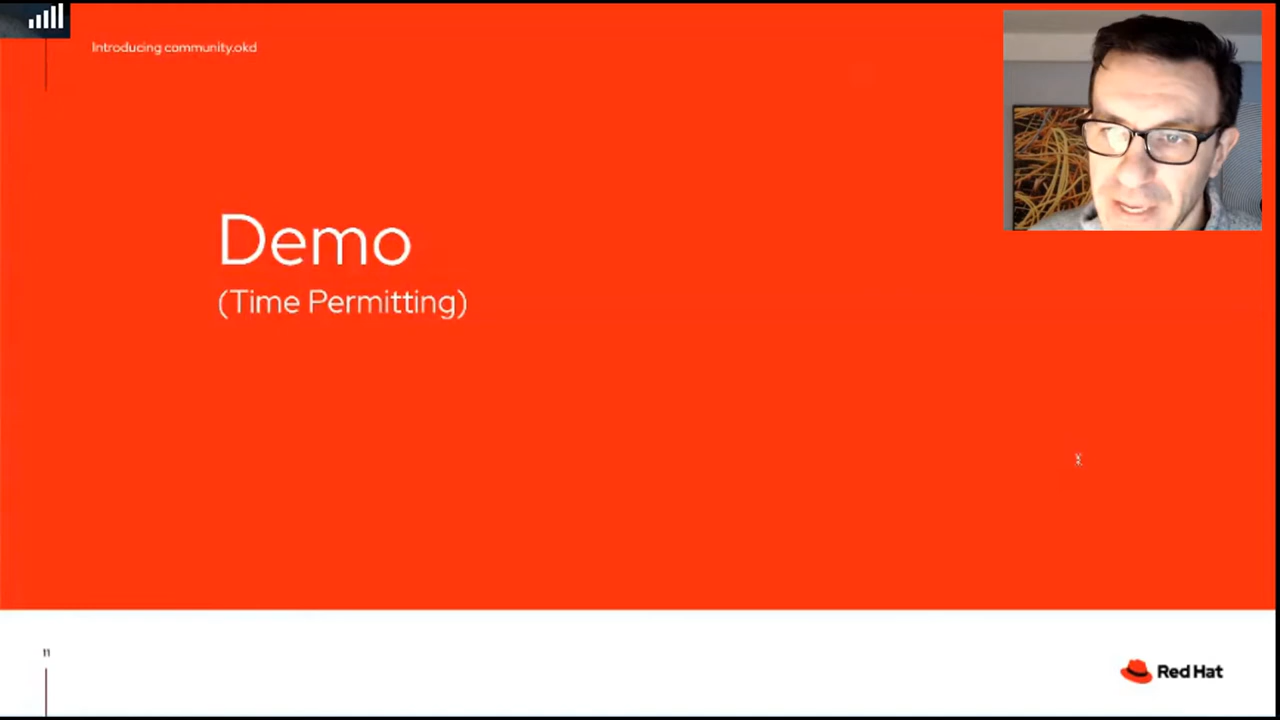 Introducing community.okd
Demo
(Time Permitting)
11
Red Hat